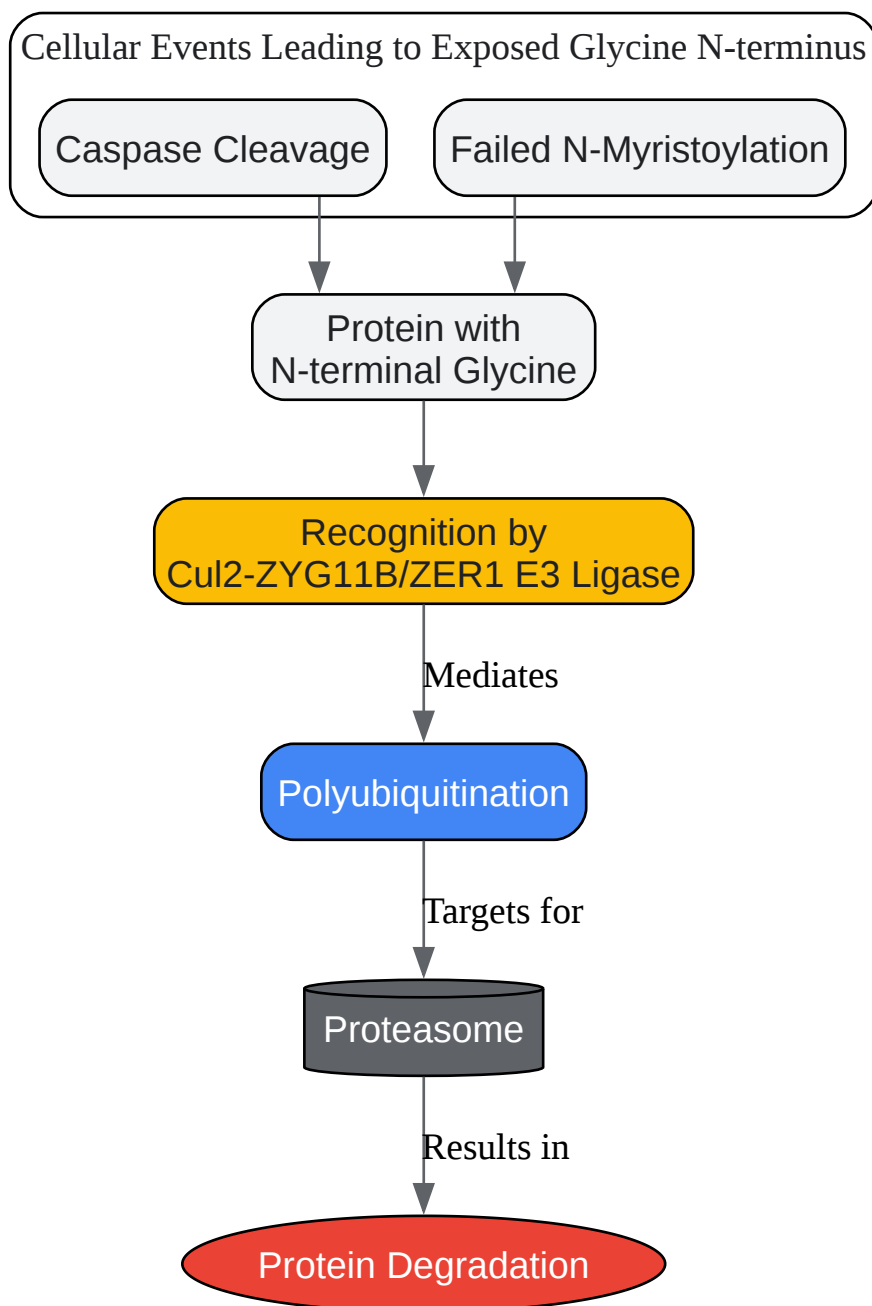 Cellular Events Leading to Exposed Glycine N-terminus
Caspase Cleavage
Failed N-Myristoylation
Protein with
N-terminal Glycine
Recognition by
Cul2-ZYG11B/ZER1 E3 Ligase
Mediates
Polyubiquitination
Targets for
Proteasome
Results in
Protein Degradation